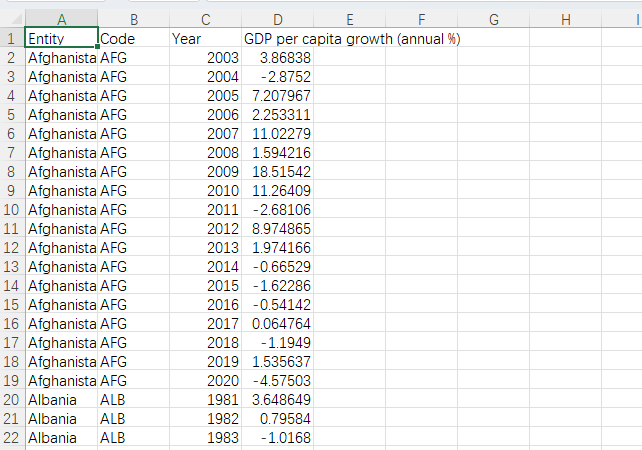 A B C D E F G H I
1 Entity Code Year GDP per capita growth (annual %)
2 Afghanista AFG 2003 3.86838
3 Afghanista AFG 2004 -2.8752
4 Afghanista AFG 2005 7.207967
5 Afghanista AFG 2006 2.253311
6 Afghanista AFG 2007 11.02279
7 Afghanista AFG 2008 1.594216
8 Afghanista AFG 2009 18.51542
9 Afghanista AFG 2010 11.26409
10 Afghanista AFG 2011 -2.68106
11 Afghanista AFG 2012 8.974865
12 Afghanista AFG 2013 1.974166
13 Afghanista AFG 2014 -0.66529
14 Afghanista AFG 2015 -1.62286
15 Afghanista AFG 2016 -0.54142
16 Afghanista AFG 2017 0.064764
17 Afghanista AFG 2018 -1.1949
18 Afghanista AFG 2019 1.535637
19 Afghanista AFG 2020 -4.57503
20 Albania ALB 1981 3.648649
21 Albania ALB 1982 0.79584
22 Albania ALB 1983 -1.0168